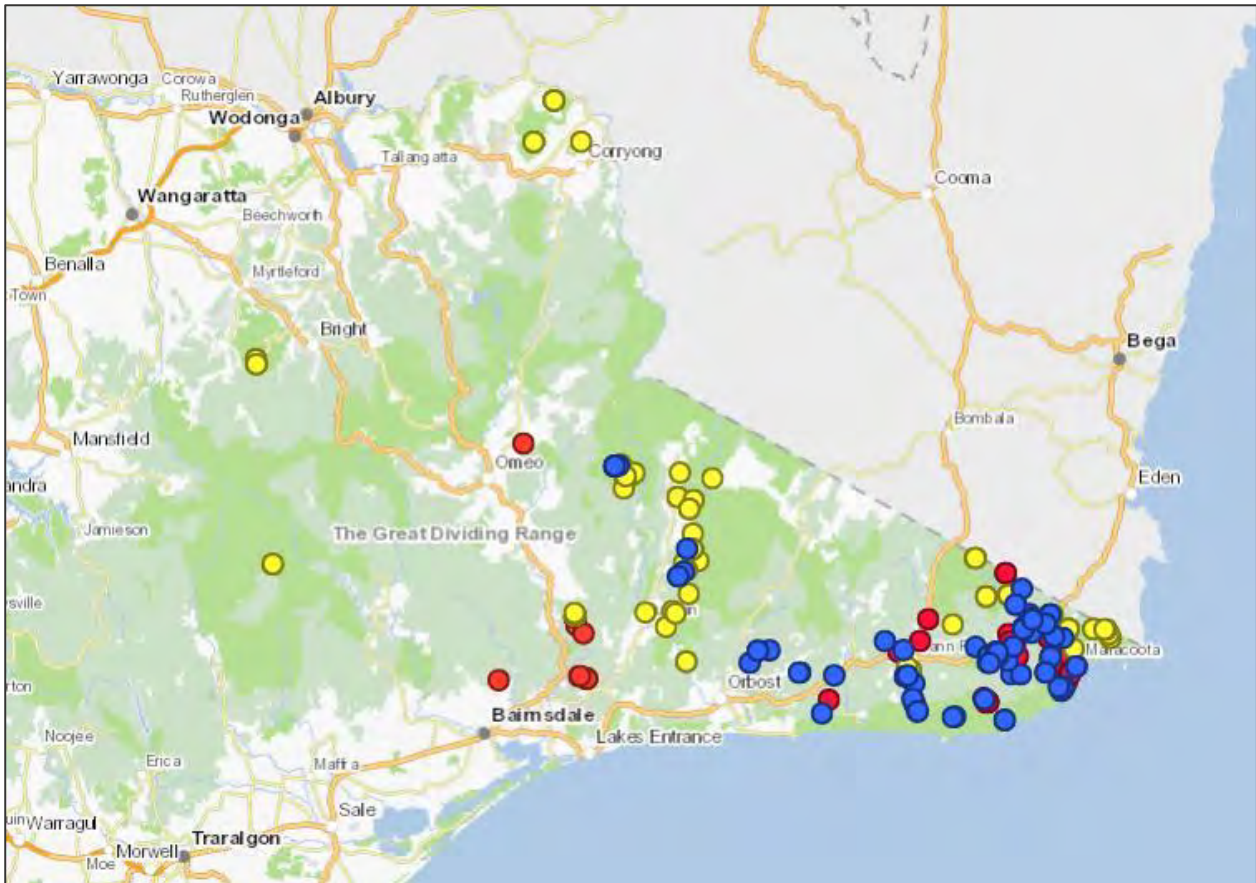 Yarrawonga
Corowa
Rutherglen
Albury
Wodonga
Tallangatta
Corryong
Cooma
Wangaratta
Beechworth
Benalla
Myrtleford
Town
Bright
Bega
Bombala
Mansfield
Omeo
Eden
Jamieson
The Great Dividing Range
Orbost
Bairnsdale
Lakes Entrance
Noojee
Erica
Maffra
Sale
Warragul
Traralgon
Morwell
Moe